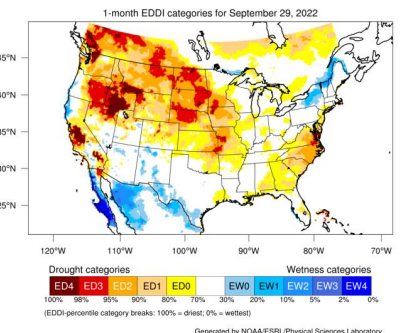 1-month EDDI categories for September 29, 2022
45°N
40°N
35°N
30°N
25°N
120°W 110°W 100°W 90°W 80°W 70°W
Drought categories Wetness categories
ED4 ED3 ED2 ED1 ED0 EW0 EW1 EW2 EW3 EW4
100% 98% 95% 90% 80% 70% 30% 20% 10% 5% 2% 0%
(EDDI-percentile category breaks: 100% = driest; 0% = wettest)
Generated by NOAA/ESRL/Physical Sciences Laboratory